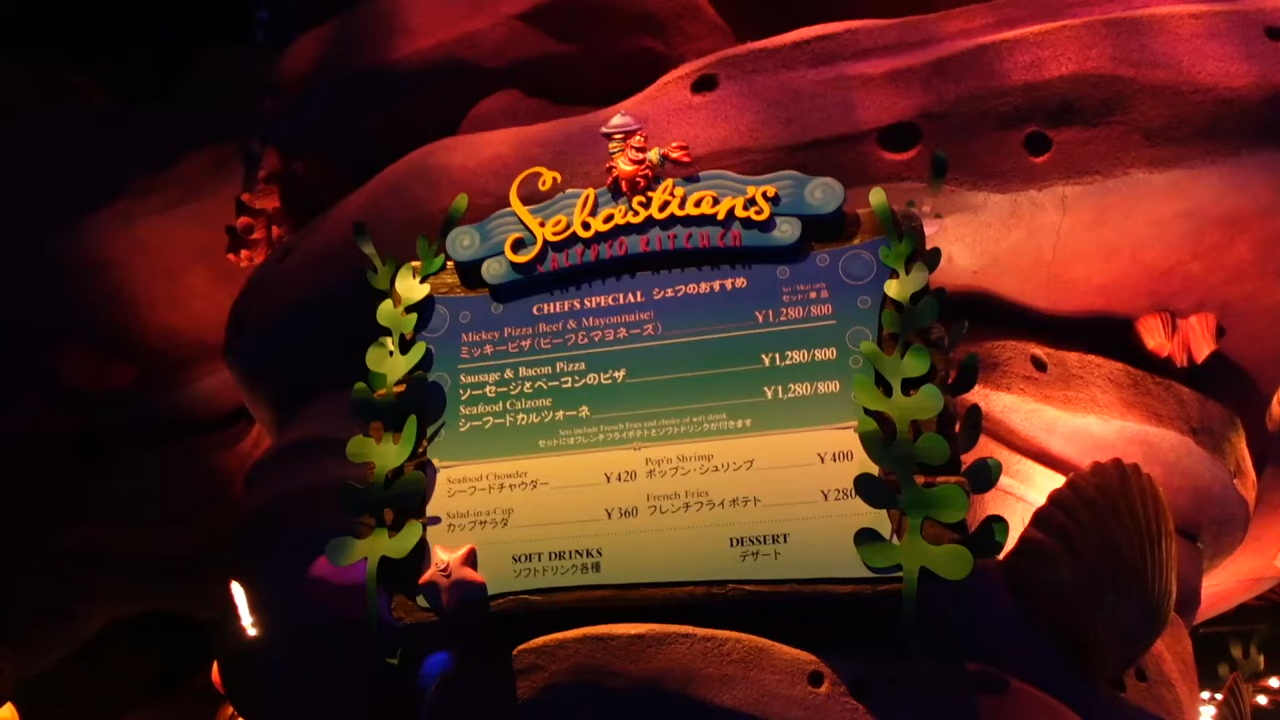 Sebastian's
CALYPSO KITCHEN
CHEF'S SPECIAL シェフのおすすめ
Set / Meal only
セット/単品
Mickey Pizza (Beef & Mayonnaise)
ミッキーピザ(ビーフ&マヨネーズ) ¥1,280/800
Sausage & Bacon Pizza
ソーセージとベーコンのピザ ¥1,280/800
Seafood Calzone
シーフードカルツォーネ ¥1,280/800
Sets include French Fries and choice of soft drink
セットにはフレンチフライポテトとソフトドリンクが付きます
Seafood Chowder
シーフードチャウダー ¥420
Pop'n Shrimp
ポップン・シュリンプ ¥400
Salad-in-a-Cup
カップサラダ ¥360
French Fries
フレンチフライポテト ¥280
SOFT DRINKS
ソフトドリンク各種
DESSERT
デザート